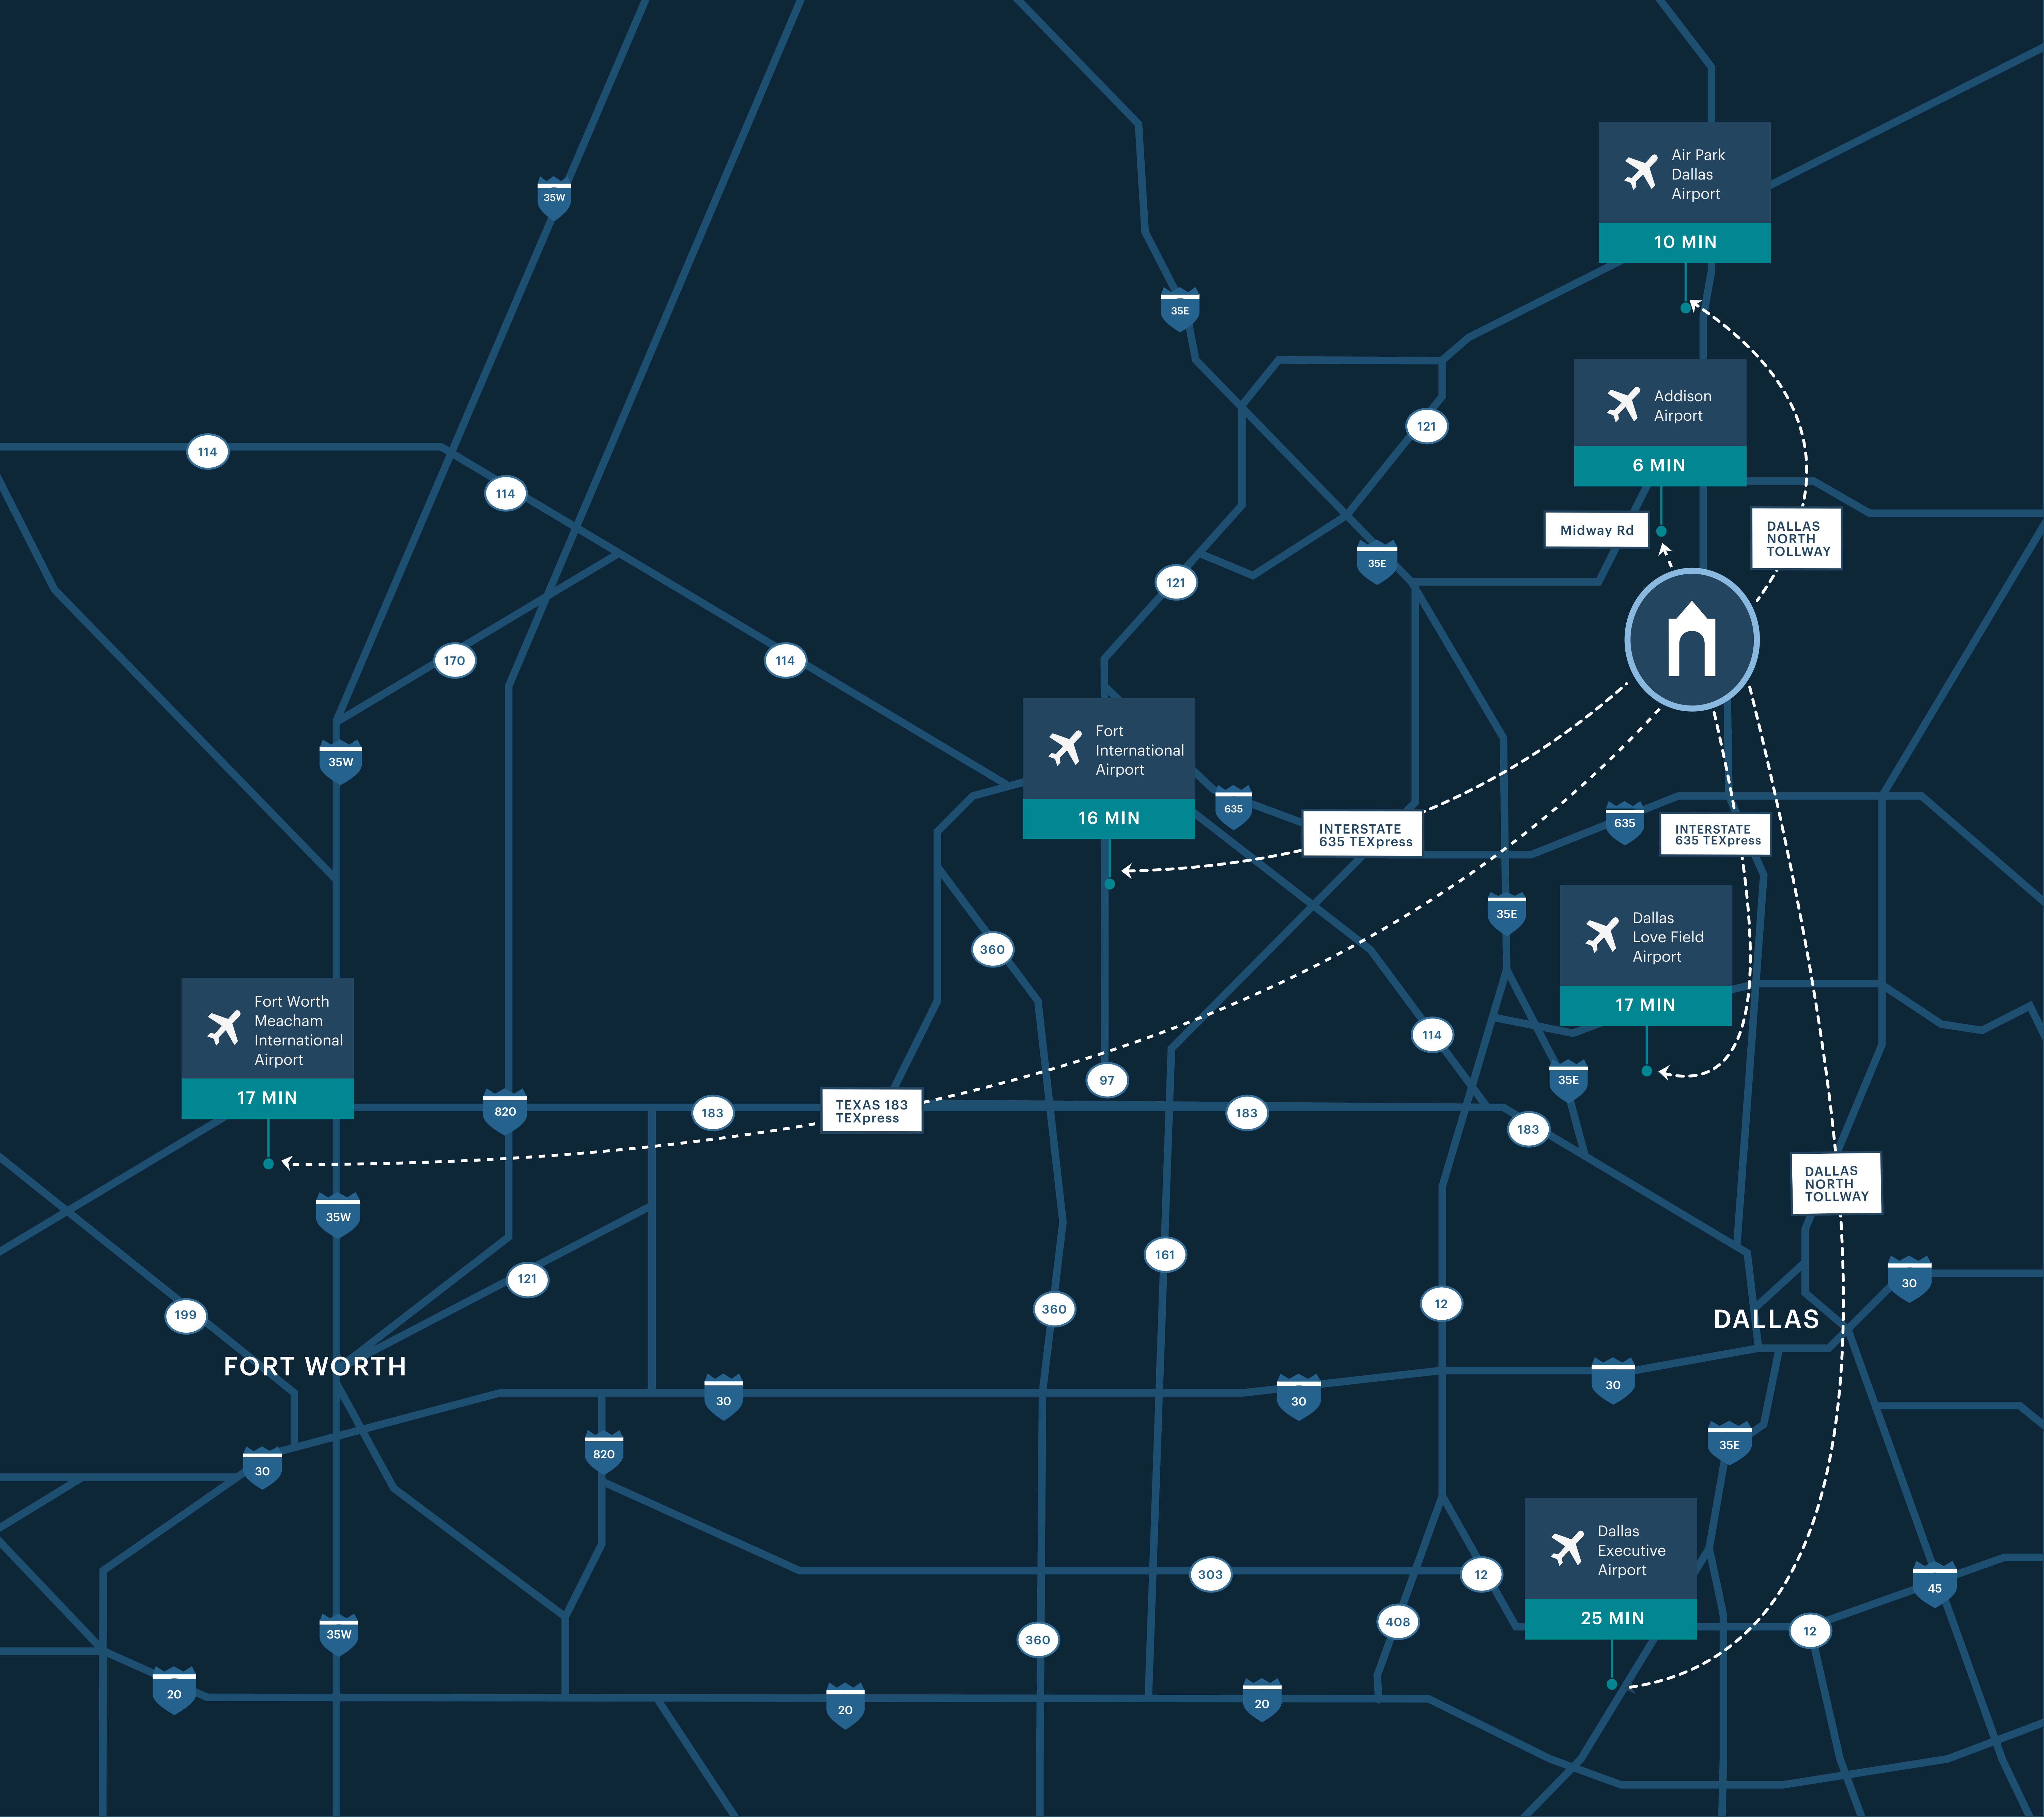 35W
Air Park
Dallas
Airport
10 MIN
35E
Addison
Airport
6 MIN
121
114
114
Midway Rd
DALLAS
NORTH
TOLLWAY
35E
121
170
114
Fort
International
Airport
16 MIN
35W
635
INTERSTATE
635 TEXpress
635
INTERSTATE
635 TEXpress
35E
Dallas
Love Field
Airport
17 MIN
360
Fort Worth
Meacham
International
Airport
17 MIN
114
97
35E
820
183
TEXAS 183
TEXpress
183
183
DALLAS
NORTH
TOLLWAY
35W
161
121
30
199
360
12
DALLAS
FORT WORTH
30
30
30
35E
30
820
Dallas
Executive
Airport
25 MIN
303
12
45
408
12
35W
360
20
20
20